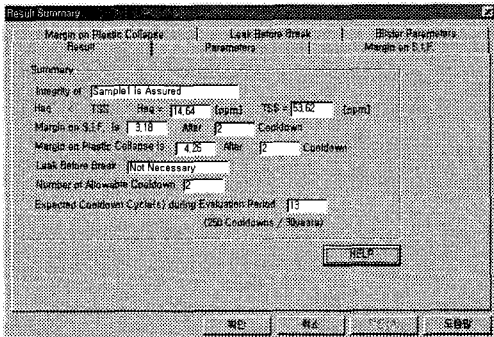 Result Summary
Margin on Plastic Collapse Leak Before Break Blister Parameters
Result Parameters Margin on S.I.F.
Summary
Integrity of Sample1 is Assured
Heq < TSS Heq = 14.64 [ppm] TSS = 53.62 [ppm]
Margin on S.I.F. is 3.18 After 2 Cooldown
Margin on Plastic Collapse is 4.26 After 2 Cooldown
Leak Before Break Not Necessary
Number of Allowable Cooldown 2
Expected Cooldown Cycle(s) during Evaluation Period 13
(250 Cooldowns / 30years)
HELP
확인 취소 도움말